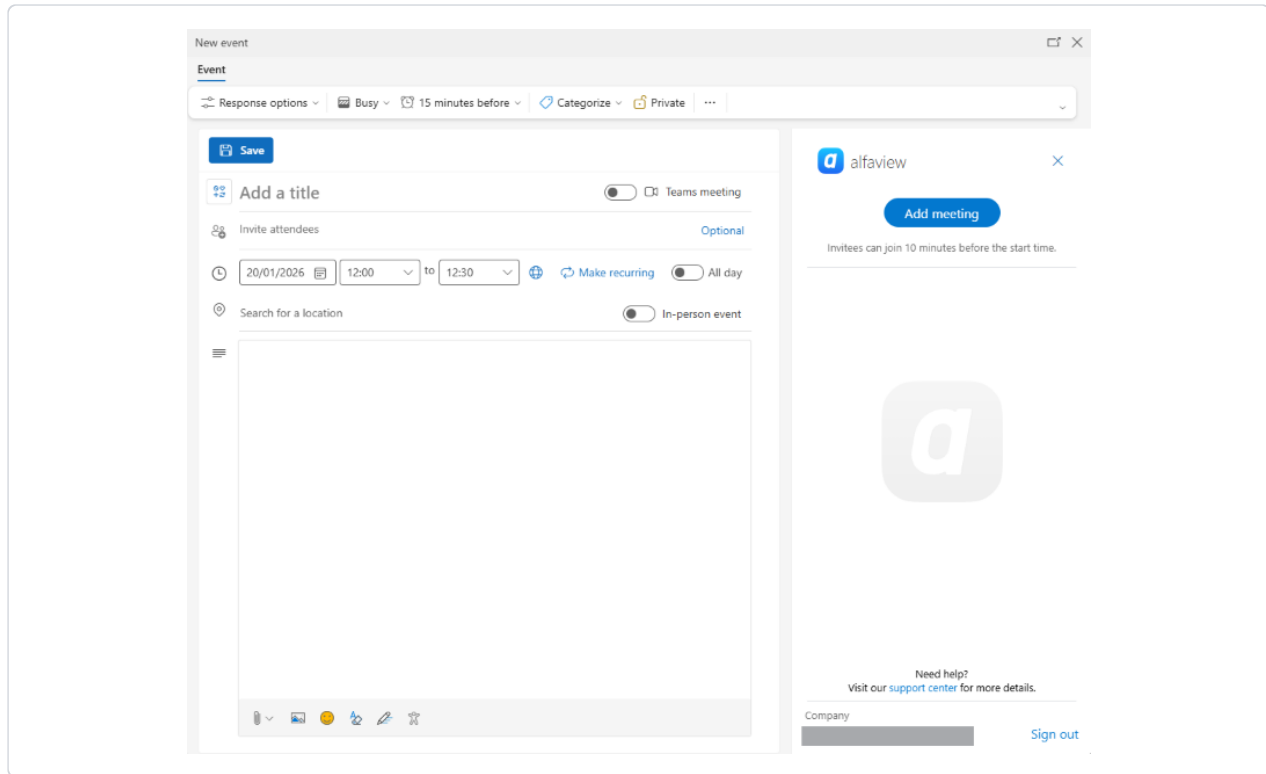 New event
Event
Response options Busy 15 minutes before Categorize Private ...
Save
Add a title Teams meeting
Invite attendees Optional
20/01/2026 12:00 to 12:30 Make recurring All day
Search for a location In-person event
a alfaview
Add meeting
Invitees can join 10 minutes before the start time.
a
Need help?
Visit our support center for more details.
Company
Sign out